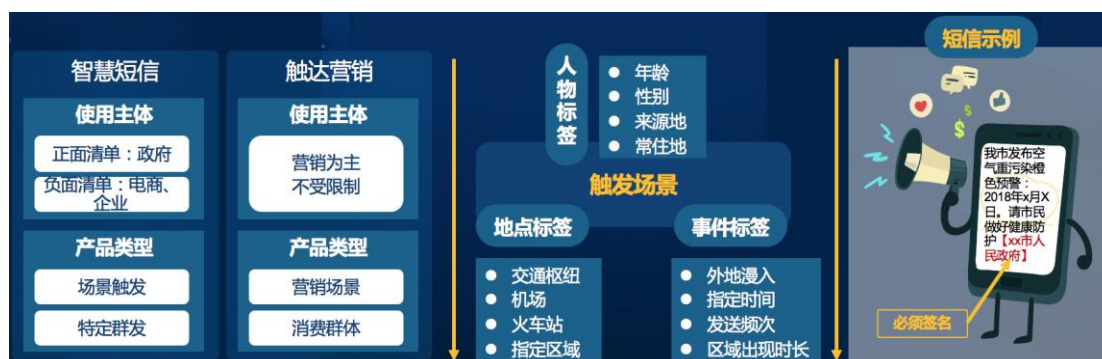 智慧短信
使用主体
正面清单：政府
负面清单：电商、
企业
产品类型
场景触发
特定群发
触达营销
使用主体
营销为主
不受限制
产品类型
营销场景
消费群体
人物标签
● 年龄
● 性别
● 来源地
● 常住地
触发场景
地点标签
● 交通枢纽
● 机场
● 火车站
● 指定区域
事件标签
● 外地漫入
● 指定时间
● 发送频次
● 区域出现时长
短信示例
我市发布空
气重污染橙
色预警：
2018年x月X
日。请市民
做好健康防
护【xx市人
民政府】
必须签名